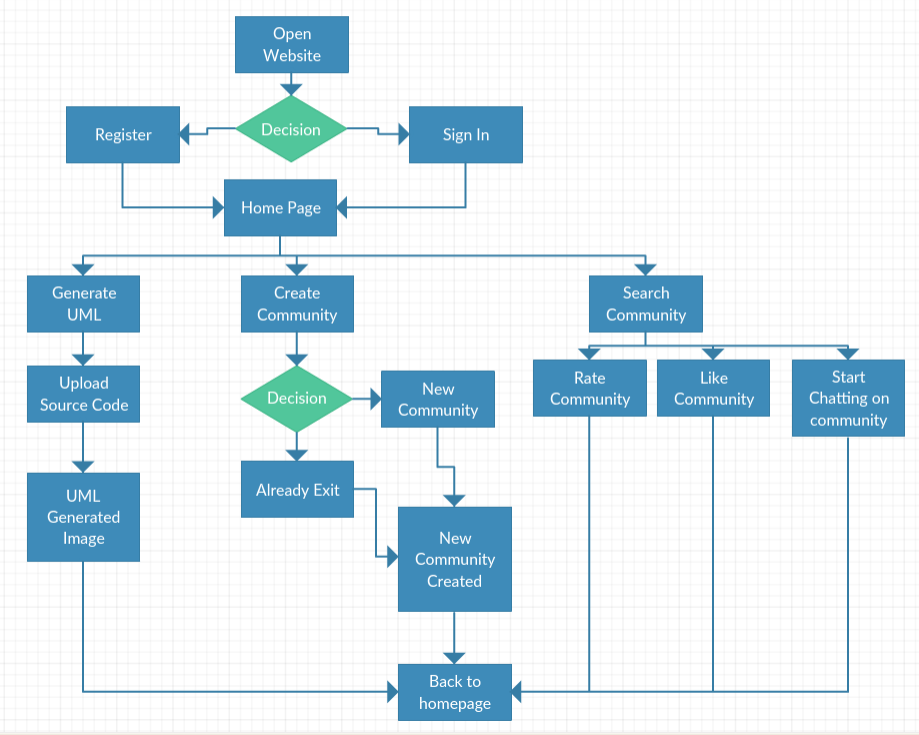 Open
Website
Decision
Register
Sign In
Home Page
Generate
UML
Create
Community
Search
Community
Upload
Source Code
Decision
New
Community
Rate
Community
Like
Community
Start
Chatting on
community
Already Exit
UML
Generated
Image
New
Community
Created
Back to
homepage